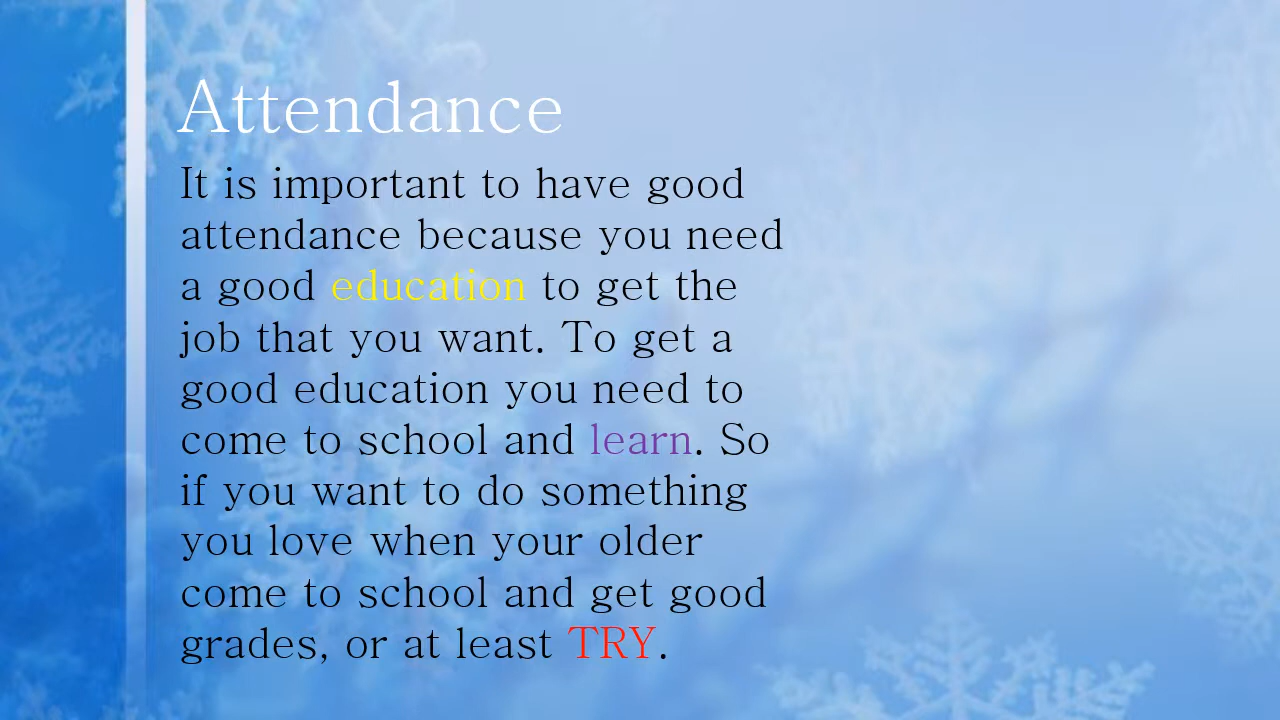 Attendance
It is important to have good
attendance because you need
a good education to get the
job that you want. To get a
good education you need to
come to school and learn. So
if you want to do something
you love when your older
come to school and get good
grades, or at least TRY.